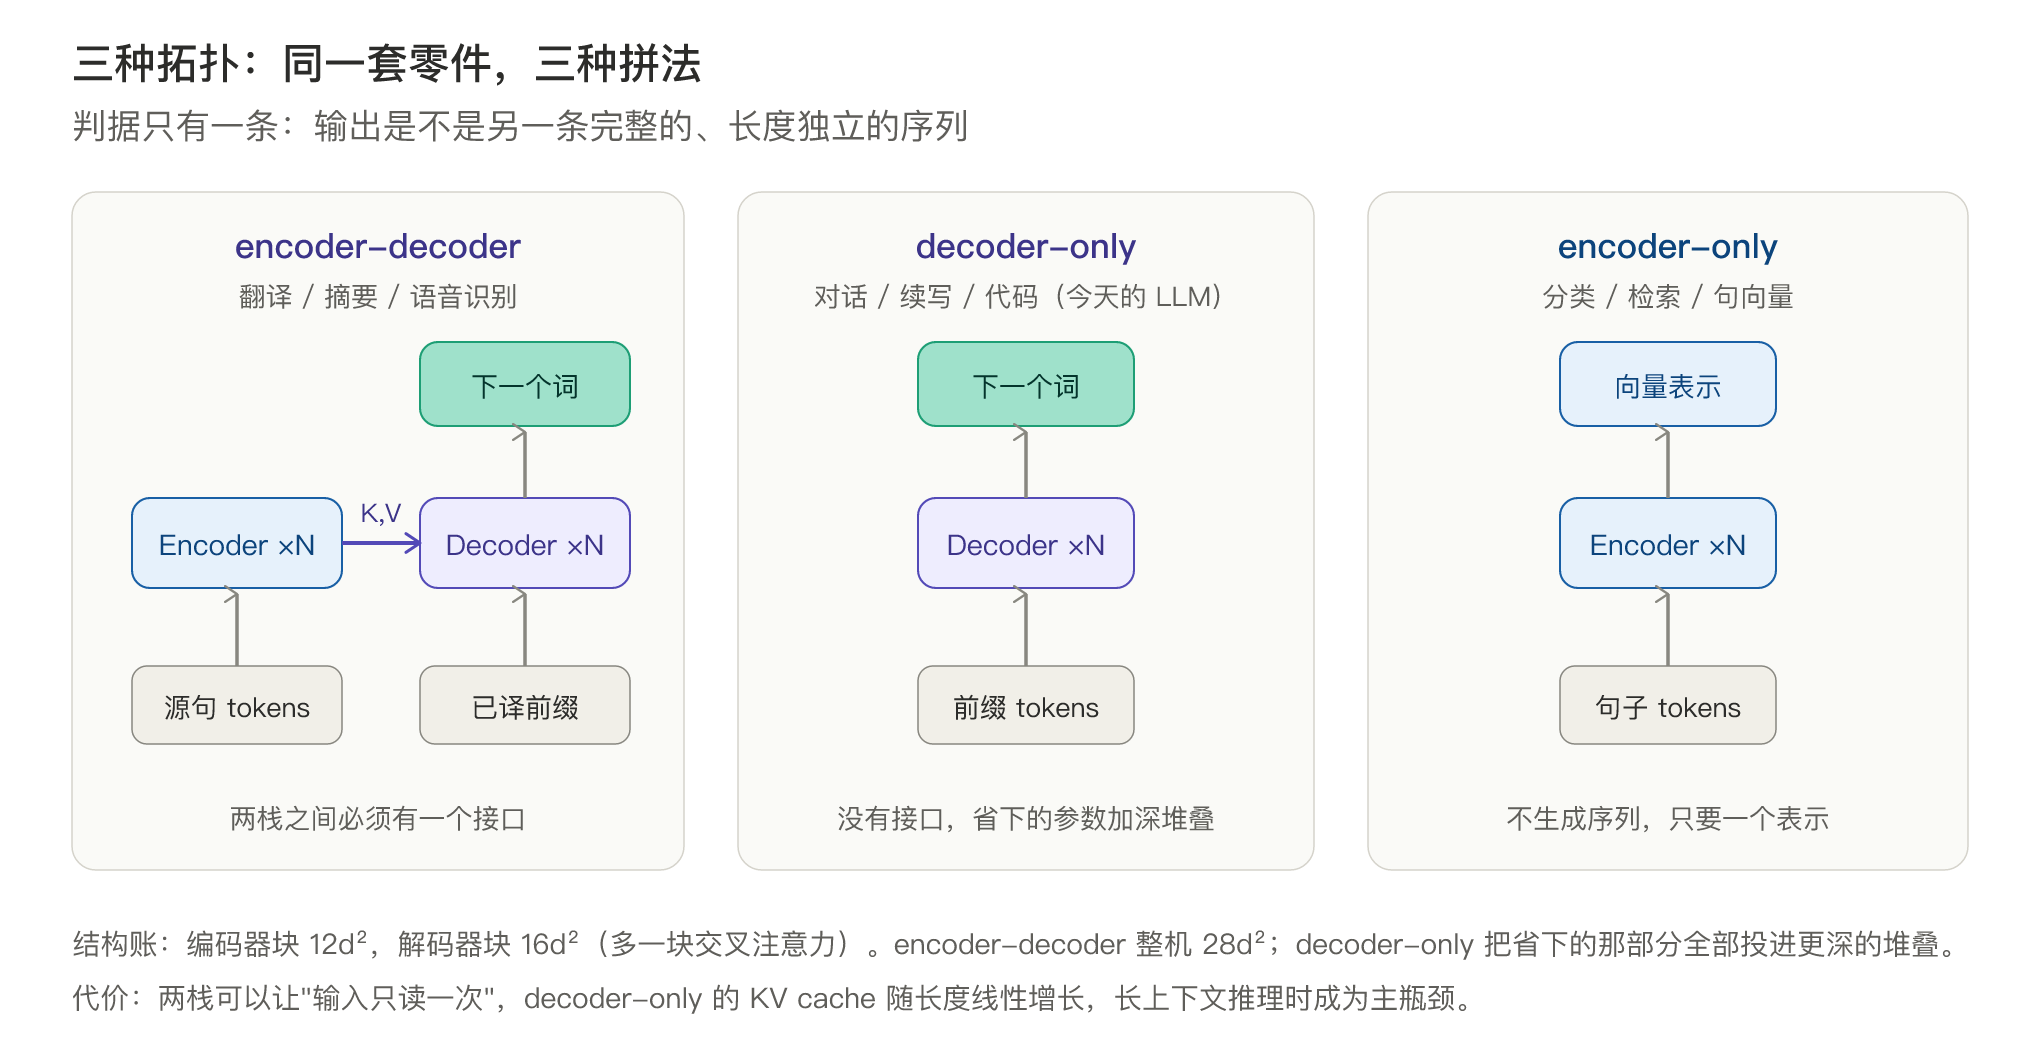 三种拓扑：同一套零件，三种拼法
判据只有一条：输出是不是另一条完整的、长度独立的序列
encoder–decoder
翻译 / 摘要 / 语音识别
下一个词
Encoder ×N
K,V
Decoder ×N
源句 tokens
已译前缀
两栈之间必须有一个接口
decoder–only
对话 / 续写 / 代码（今天的 LLM）
下一个词
Decoder ×N
前缀 tokens
没有接口，省下的参数加深堆叠
encoder–only
分类 / 检索 / 句向量
向量表示
Encoder ×N
句子 tokens
不生成序列，只要一个表示
结构账：编码器块 12d²，解码器块 16d²（多一块交叉注意力）。encoder–decoder 整机 28d²；decoder–only 把省下的那部分全部投进更深的堆叠。
代价：两栈可以让"输入只读一次"，decoder–only 的 KV cache 随长度线性增长，长上下文推理时成为主瓶颈。